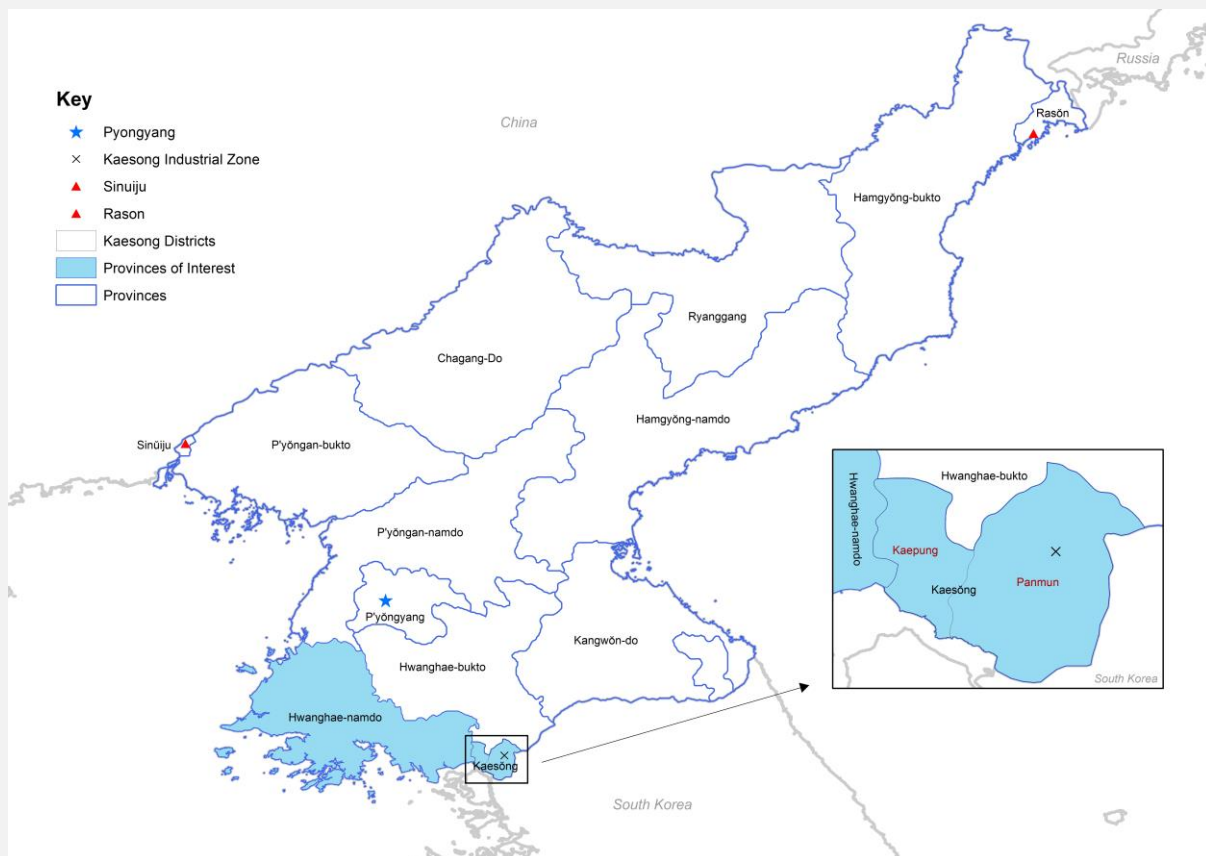 Key
Pyongyang
Kaesong Industrial Zone
Sinuiju
Rason
Kaesong Districts
Provinces of Interest
Provinces
China
Russia
Rasŏn
Hamgyŏng-bukto
Ryanggang
Chagang-Do
Hamgyŏng-namdo
Sinŭiju
P'yŏngan-bukto
P'yŏngan-namdo
P'yŏngyang
Kangwŏn-do
Hwanghae-bukto
Hwanghae-namdo
Kaesŏng
South Korea
Hwanghae-bukto
Hwanghae-namdo
Kaepung
Kaesŏng
Panmun
South Korea